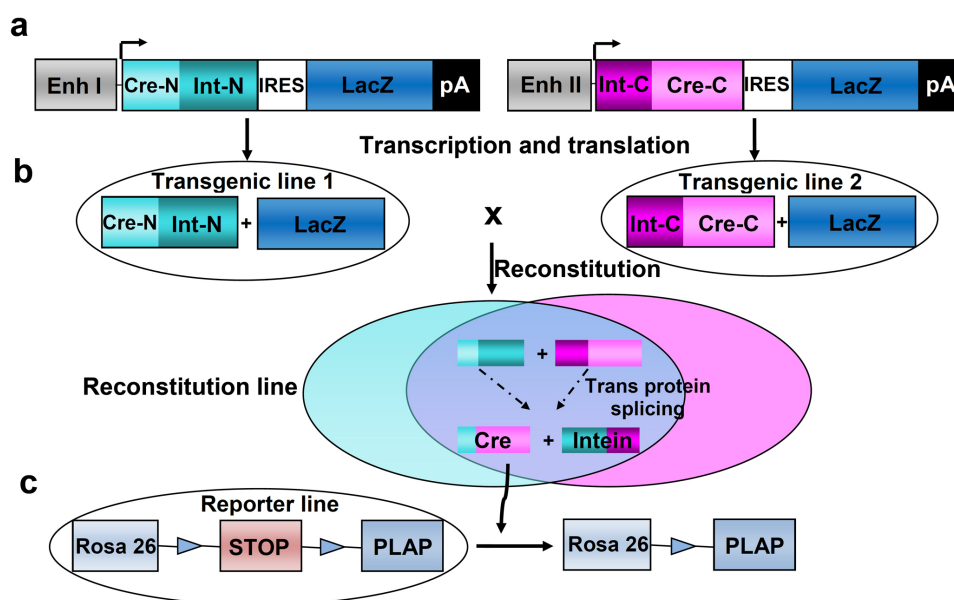 a
Enh I Cre-N Int-N IRES LacZ pA Enh II Int-C Cre-C IRES LacZ pA
Transcription and translation
b
Transgenic line 1 Transgenic line 2
Cre-N Int-N + LacZ x Int-C Cre-C + LacZ
Reconstitution
+
Reconstitution line Trans protein
splicing
Cre + Intein
c
Reporter line
Rosa 26 STOP PLAP Rosa 26 PLAP